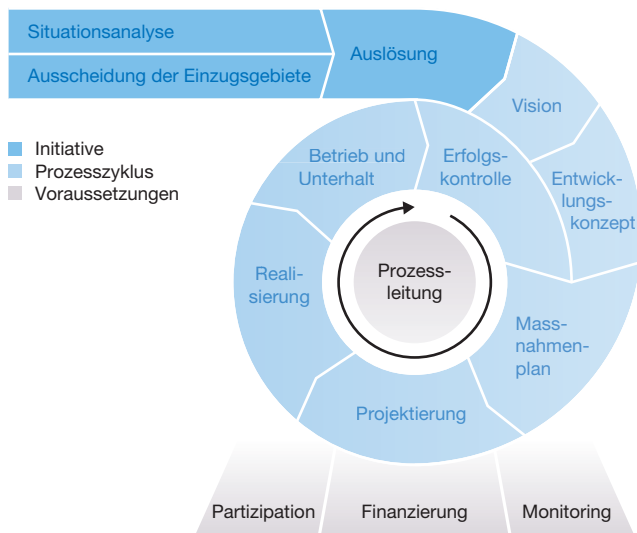 Situationsanalyse
Ausscheidung der Einzugsgebiete
Auslösung
Vision
Initiative
Prozesszyklus
Voraussetzungen
Betrieb und
Unterhalt
Erfolgs-
kontrolle
Entwick-
lungs-
konzept
Reali-
sierung
Prozess-
leitung
Mass-
nahmen-
plan
Projektierung
Partizipation
Finanzierung
Monitoring